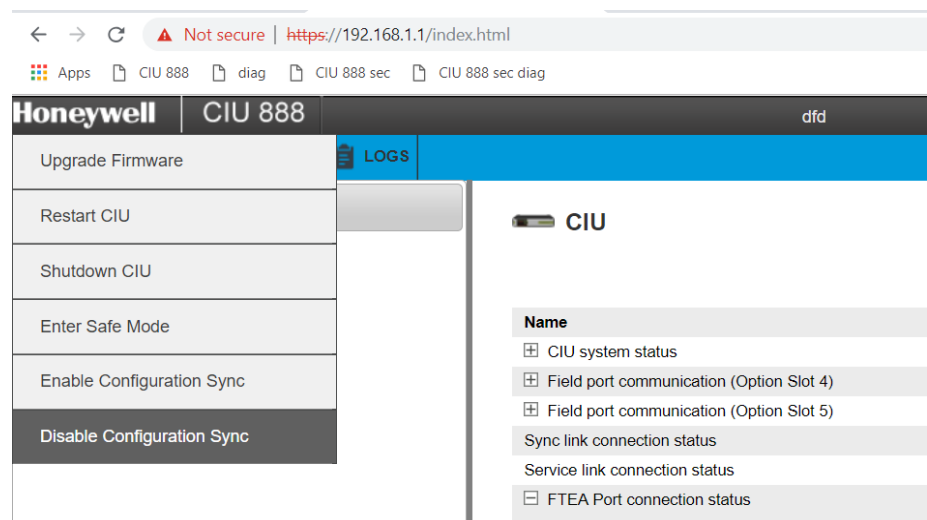 Not secure | https://192.168.1.1/index.html
Apps CIU 888 diag CIU 888 sec CIU 888 sec diag
Honeywell CIU 888 dfd
LOGS
Upgrade Firmware
Restart CIU
Shutdown CIU
Enter Safe Mode
Enable Configuration Sync
Disable Configuration Sync
CIU
Name
CIU system status
Field port communication (Option Slot 4)
Field port communication (Option Slot 5)
Sync link connection status
Service link connection status
FTEA Port connection status